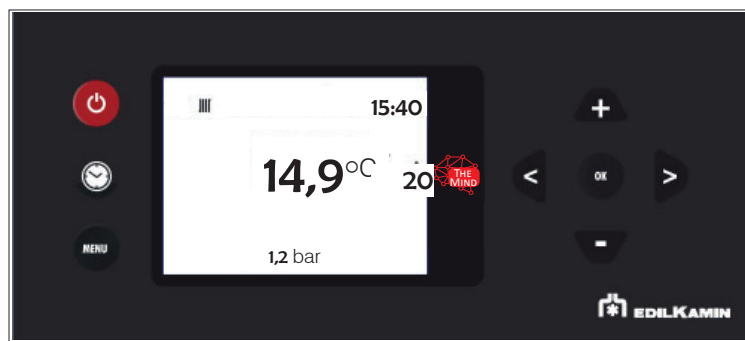 15:40
14,9°C
20
THE
MIND
1,2 bar
MENU
+
<
OK
>
-
EDILKAMIN